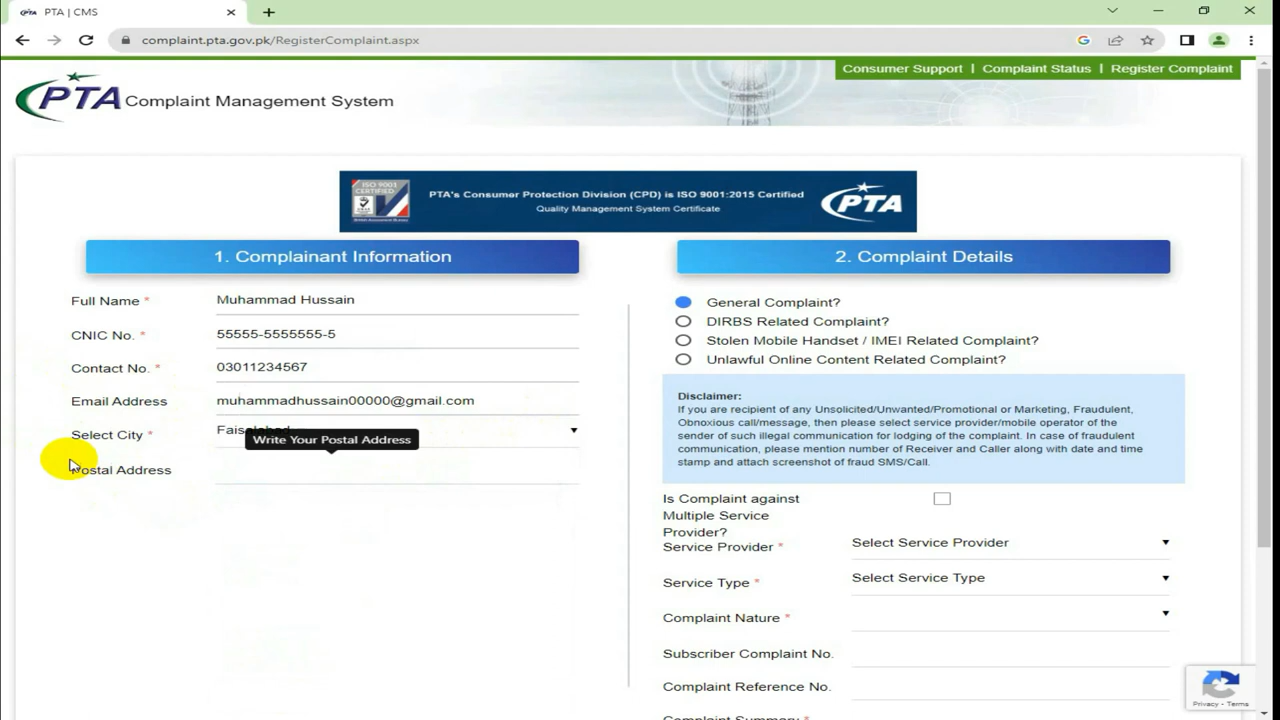 PTA | CMS
complaint.pta.gov.pk/RegisterComplaint.aspx
Consumer Support | Complaint Status | Register Complaint
PTA Complaint Management System
ISO 9001
CERTIFIED
PTA's Consumer Protection Division (CPD) is ISO 9001:2015 Certified
Quality Management System Certificate
PTA
1. Complainant Information
Full Name * Muhammad Hussain
CNIC No. * 55555-5555555-5
Contact No. * 03011234567
Email Address muhammadhussain00000@gmail.com
Select City * Faisalabad
Write Your Postal Address
Postal Address
2. Complaint Details
General Complaint?
DIRBS Related Complaint?
Stolen Mobile Handset / IMEI Related Complaint?
Unlawful Online Content Related Complaint?
Disclaimer:
If you are recipient of any Unsolicited/Unwanted/Promotional or Marketing, Fraudulent,
Obnoxious call/message, then please select service provider/mobile operator of the
sender of such illegal communication for lodging of the complaint. In case of fraudulent
communication, please mention number of Receiver and Caller along with date and time
stamp and attach screenshot of fraud SMS/Call.
Is Complaint against
Multiple Service
Provider?
Service Provider * Select Service Provider
Service Type * Select Service Type
Complaint Nature *
Subscriber Complaint No.
Complaint Reference No.
Complaint Summary *
Privacy - Terms